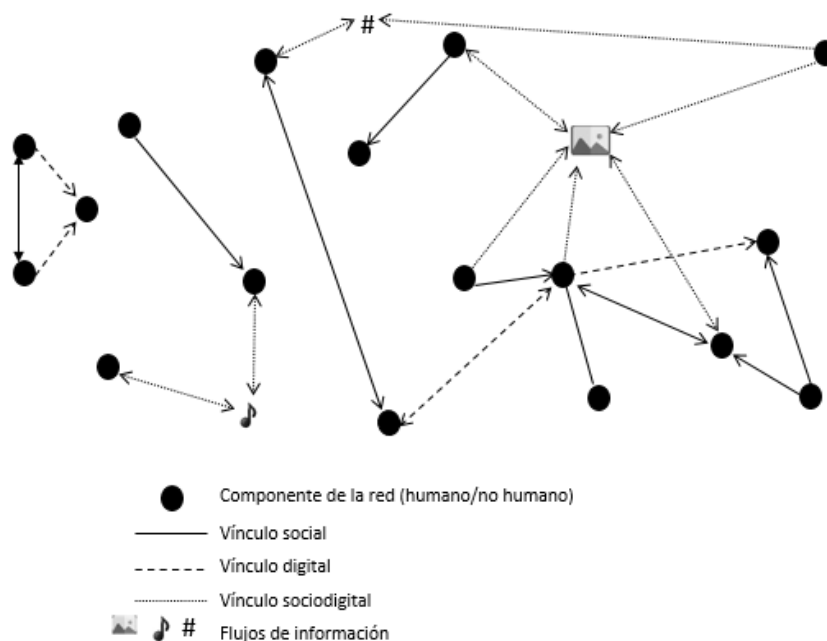 #
Componente de la red (humano/no humano)
Vínculo social
Vínculo digital
Vínculo sociodigital
# Flujos de información